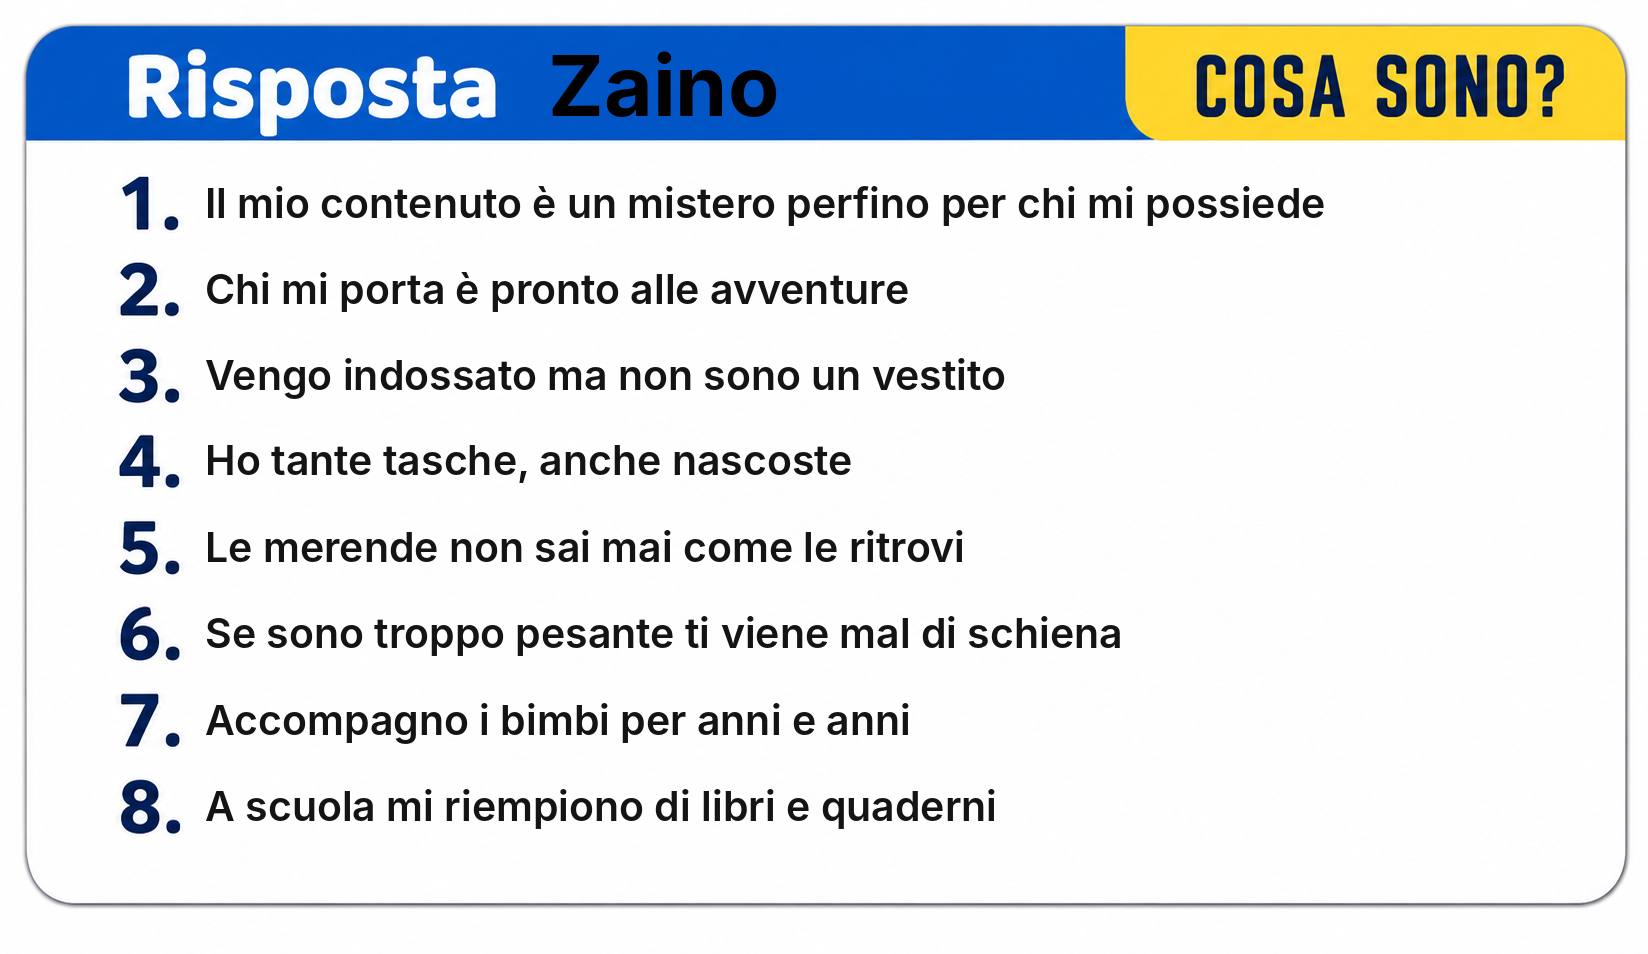 Risposta Zaino
COSA SONO?
1. Il mio contenuto è un mistero perfino per chi mi possiede
2. Chi mi porta è pronto alle avventure
3. Vengo indossato ma non sono un vestito
4. Ho tante tasche, anche nascoste
5. Le merende non sai mai come le ritrovi
6. Se sono troppo pesante ti viene mal di schiena
7. Accompagno i bimbi per anni e anni
8. A scuola mi riempiono di libri e quaderni